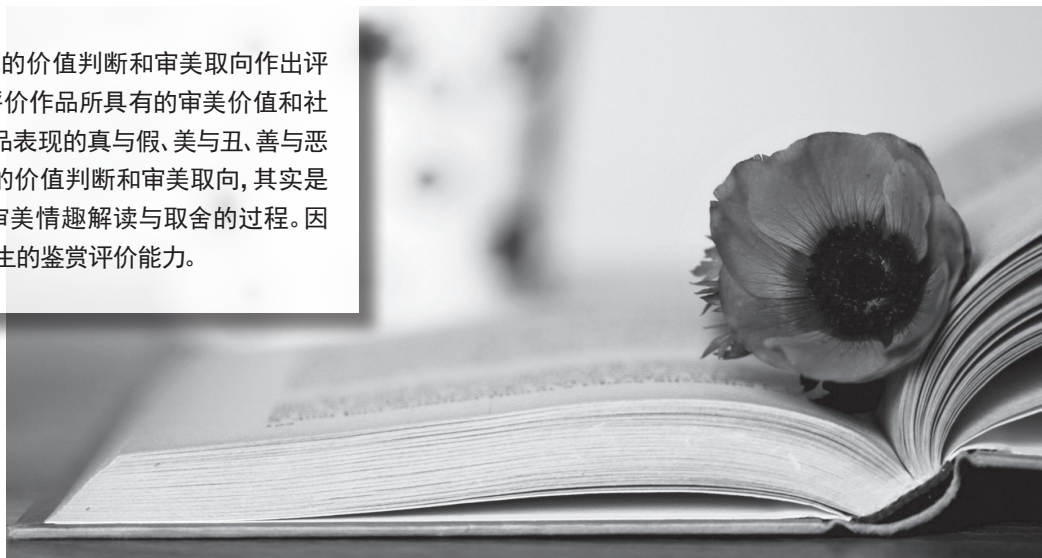 的价值判断和审美取向作出评
价作品所具有的审美价值和社
品表现的真与假、美与丑、善与恶
的价值判断和审美取向,其实是
审美情趣解读与取舍的过程。因
生的鉴赏评价能力。